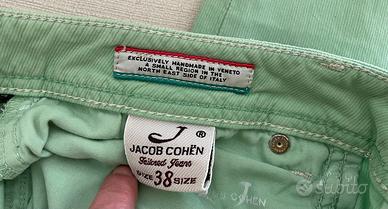 EXCLUSIVELY HANDMADE IN VENETO
A SMALL REGION IN THE
NORTH EAST SIDE OF ITALY
J ®
JACOB COHËN
Tailored Jeans
SIZE 38 SIZE
COHEN
subito